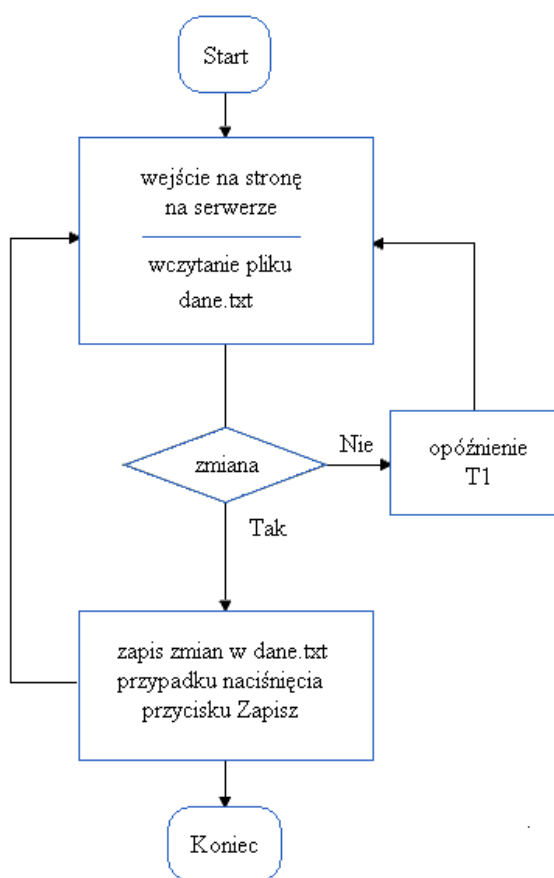 Start
wejście na stronę
na serwerze
wczytanie pliku
dane.txt
zmiana
Nie
opóźnienie
T1
Tak
zapis zmian w dane.txt
przypadku naciśnięcia
przycisku Zapisz
Koniec
.